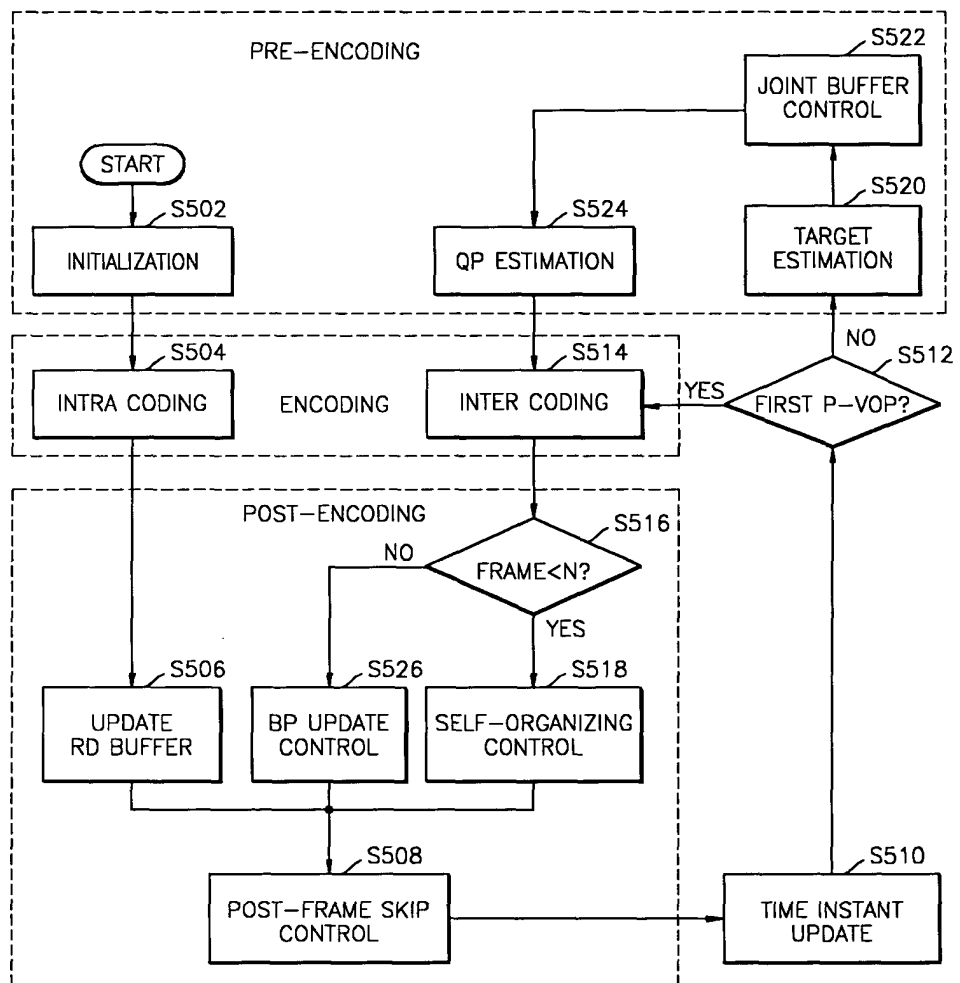 PRE-ENCODING
S522
JOINT BUFFER
CONTROL
START
S502
INITIALIZATION
S524
QP ESTIMATION
S520
TARGET
ESTIMATION
NO
S504
INTRA CODING
ENCODING
S514
INTER CODING
YES
S512
FIRST P-VOP?
POST-ENCODING
S516
NO
FRAME<N?
YES
S506
UPDATE
RD BUFFER
S526
BP UPDATE
CONTROL
S518
SELF-ORGANIZING
CONTROL
S508
POST-FRAME SKIP
CONTROL
S510
TIME INSTANT
UPDATE